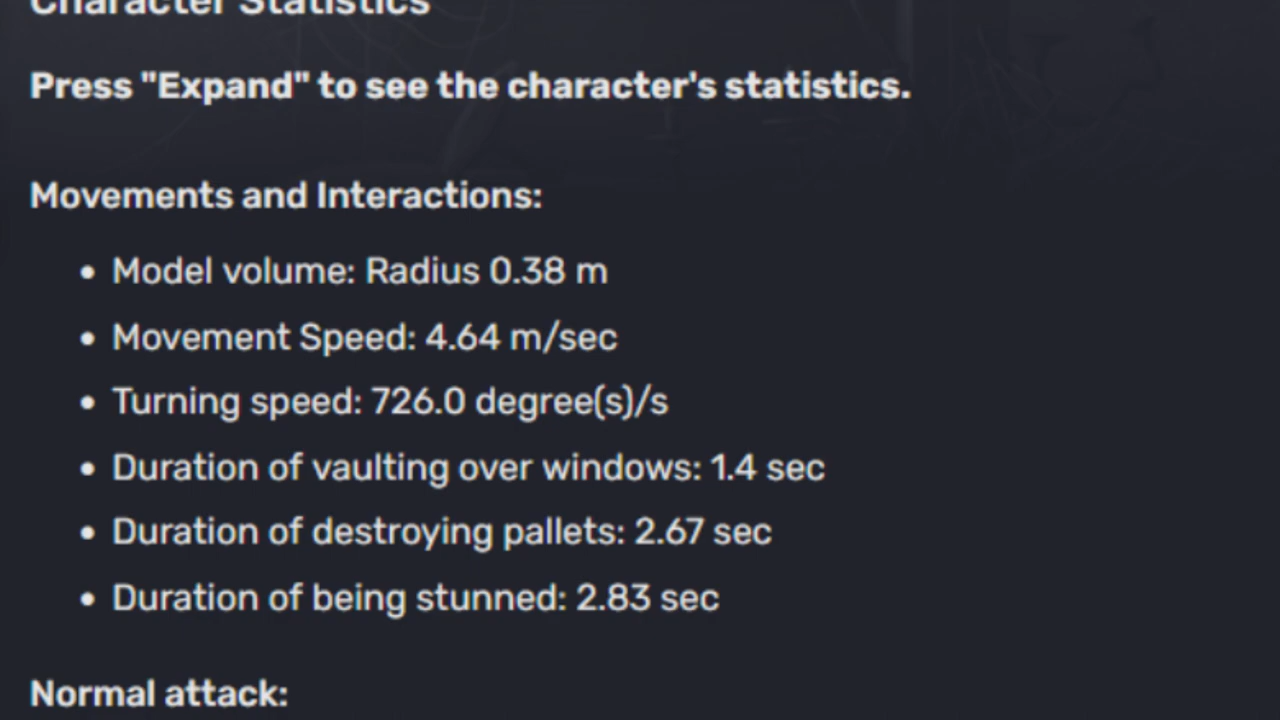 Character Statistics
Press "Expand" to see the character's statistics.
Movements and Interactions:
• Model volume: Radius 0.38 m
• Movement Speed: 4.64 m/sec
• Turning speed: 726.0 degree(s)/s
• Duration of vaulting over windows: 1.4 sec
• Duration of destroying pallets: 2.67 sec
• Duration of being stunned: 2.83 sec
Normal attack: